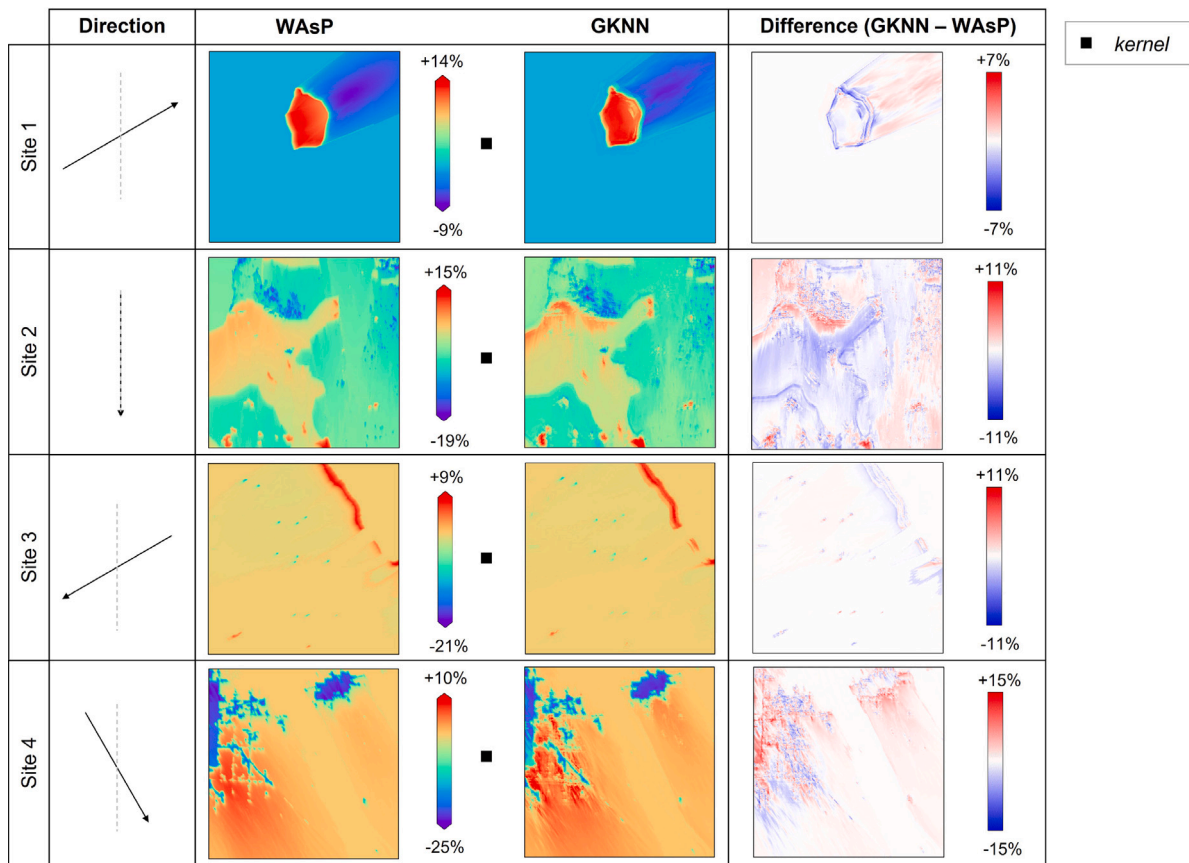 Direction
WAsP
GKNN
Difference (GKNN – WAsP)
kernel
Site 1
+14%
-9%
+7%
-7%
Site 2
+15%
-19%
+11%
-11%
Site 3
+9%
-21%
+11%
-11%
Site 4
+10%
-25%
+15%
-15%